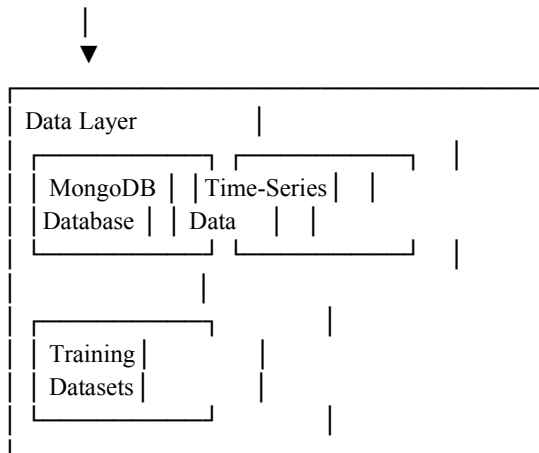 Data Layer
MongoDB Time-Series
Database Data
Training
Datasets